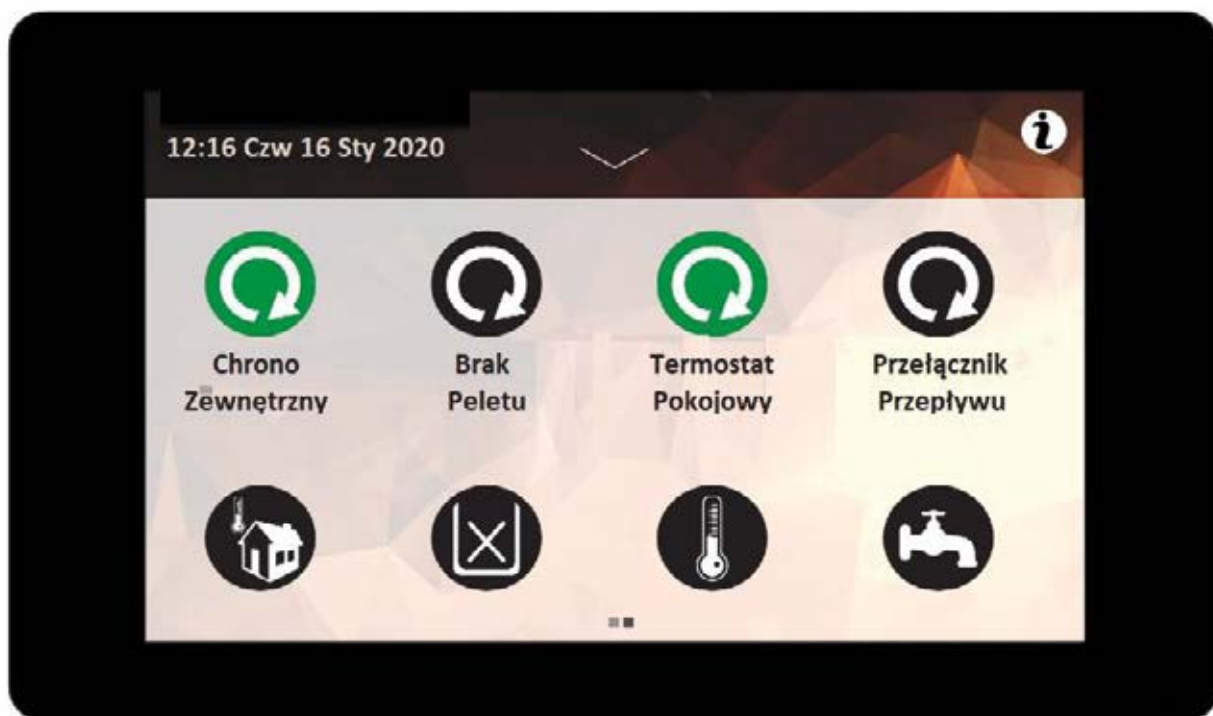 12:16 Czw 16 Sty 2020
i
Chrono
Zewnętrzny
Brak
Peletu
Termostat
Pokojowy
Przełącznik
Przepływu